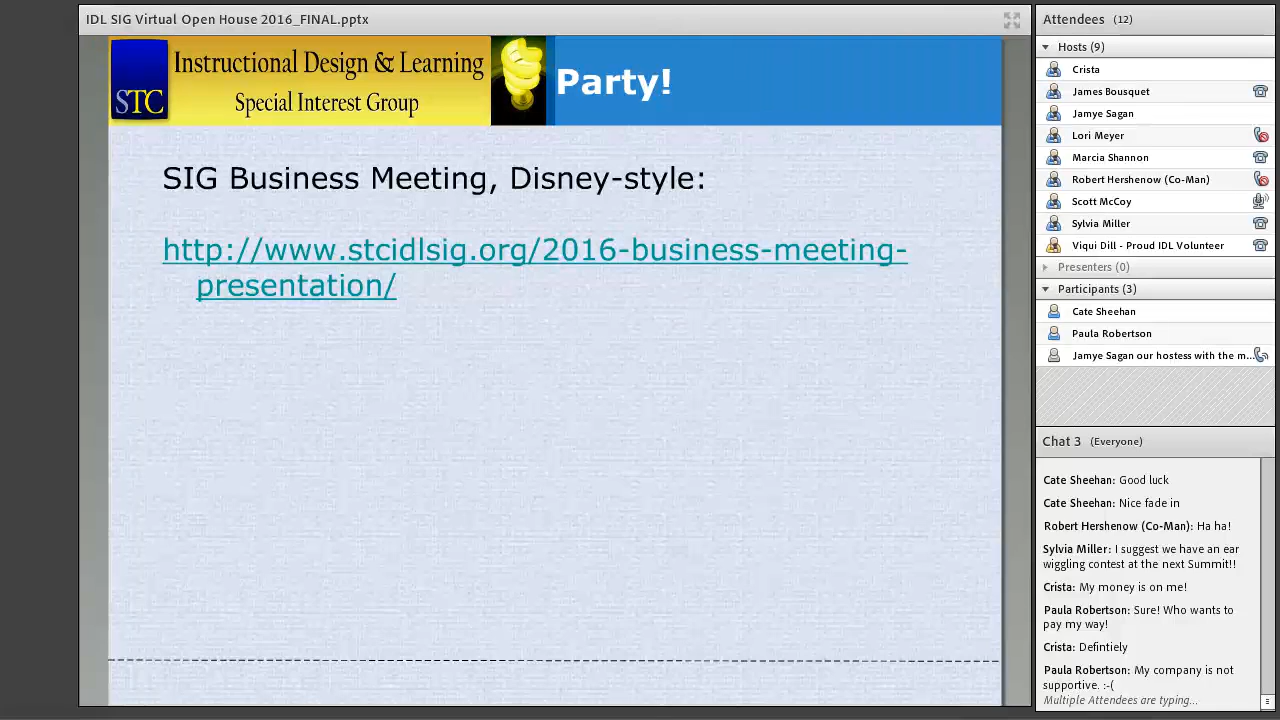 IDL SIG Virtual Open House 2016_FINAL.pptx
STC
Instructional Design & Learning
Special Interest Group
Party!
SIG Business Meeting, Disney-style:
http://www.stcidlsig.org/2016-business-meeting-
presentation/
Attendees (12)
Hosts (9)
Crista
James Bousquet
Jamye Sagan
Lori Meyer
Marcia Shannon
Robert Hershenow (Co-Man)
Scott McCoy
Sylvia Miller
Viqui Dill - Proud IDL Volunteer
Presenters (0)
Participants (3)
Cate Sheehan
Paula Robertson
Jamye Sagan our hostess with the m...
Chat 3 (Everyone)
Cate Sheehan: Good luck
Cate Sheehan: Nice fade in
Robert Hershenow (Co-Man): Ha ha!
Sylvia Miller: I suggest we have an ear
wiggling contest at the next Summit!!
Crista: My money is on me!
Paula Robertson: Sure! Who wants to
pay my way!
Crista: Defintiely
Paula Robertson: My company is not
supportive. :-(
Multiple Attendees are typing...